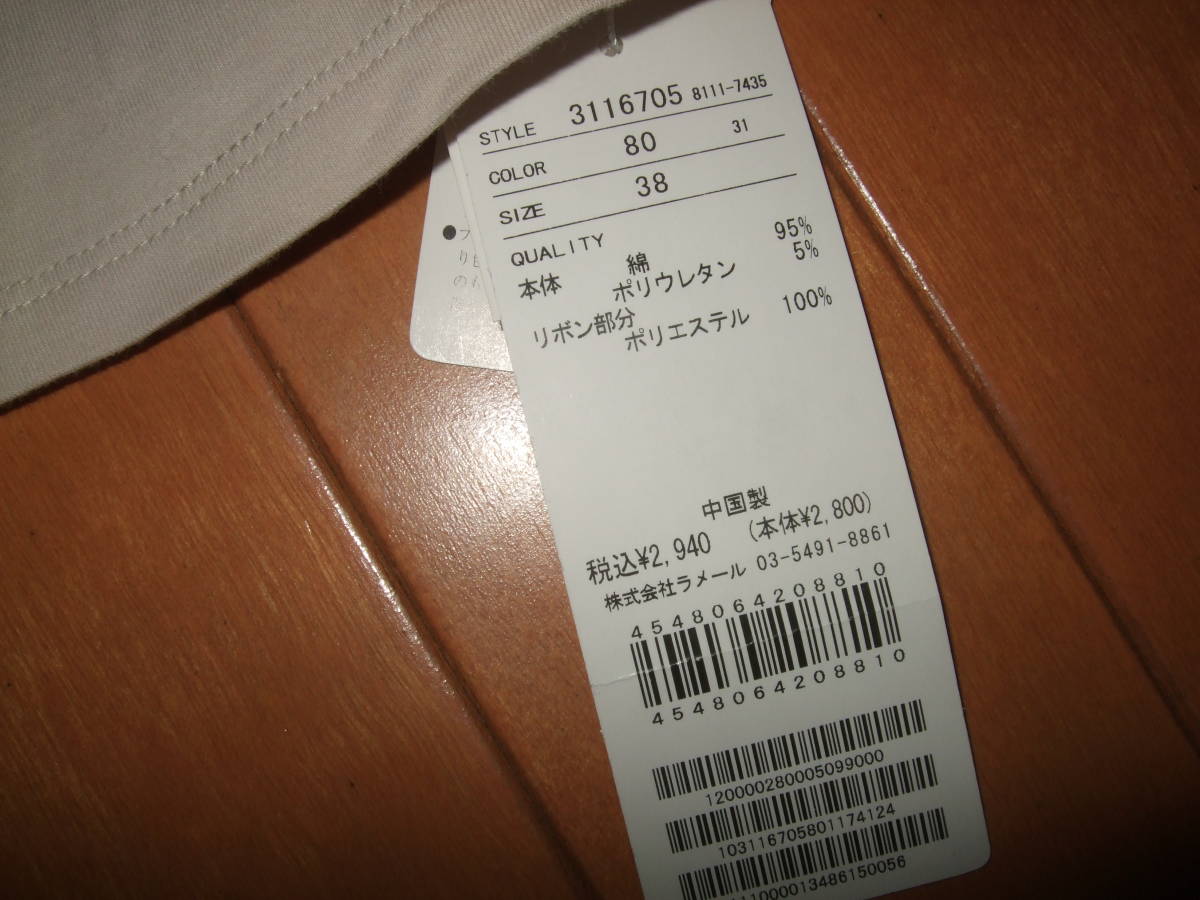 STYLE 3116705 8111-7435
COLOR 80 31
SIZE 38
QUALITY
本体 綿 95%
ポリウレタン 5%
リボン部分
ポリエステル 100%
中国製
税込¥2,940 (本体¥2,800)
株式会社ラメール 03-5491-8861
4548064208810
4548064208810
120000280005099000
103116705801174124